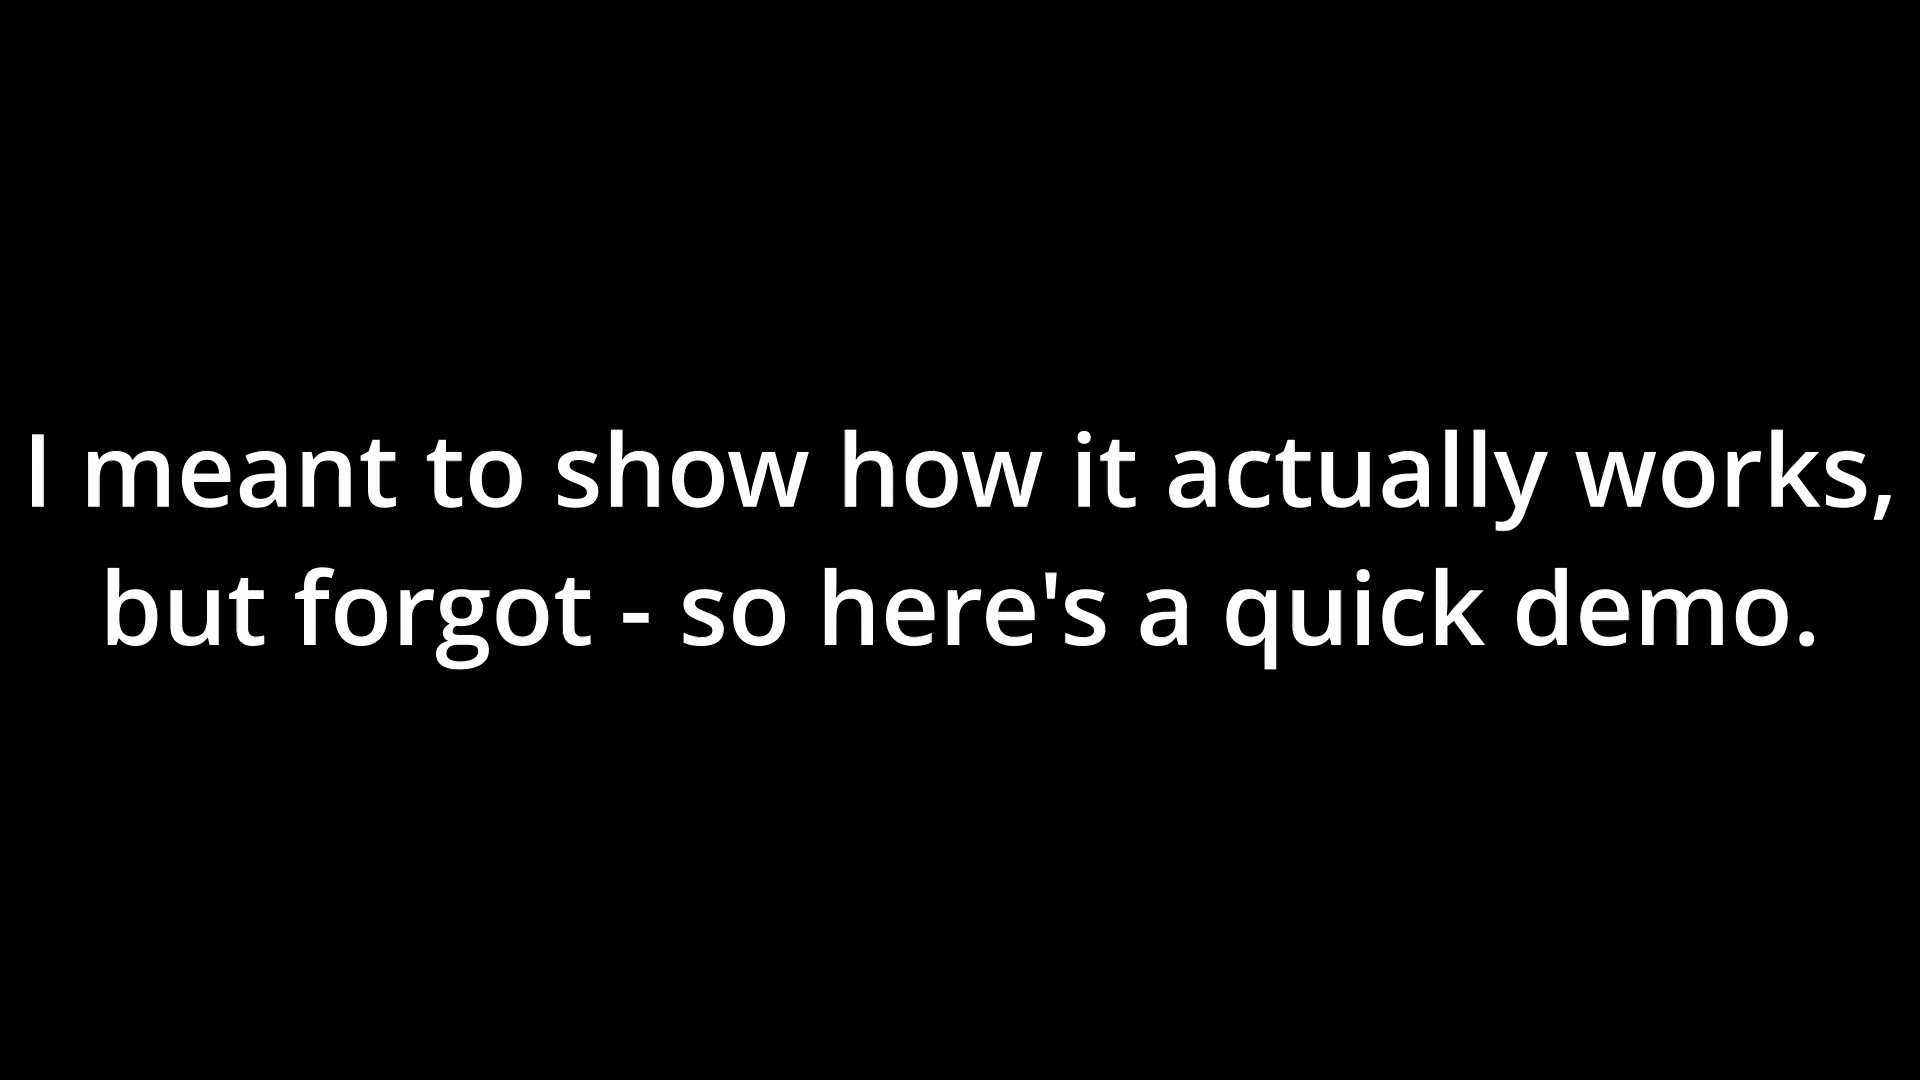 I meant to show how it actually works,
but forgot - so here's a quick demo.